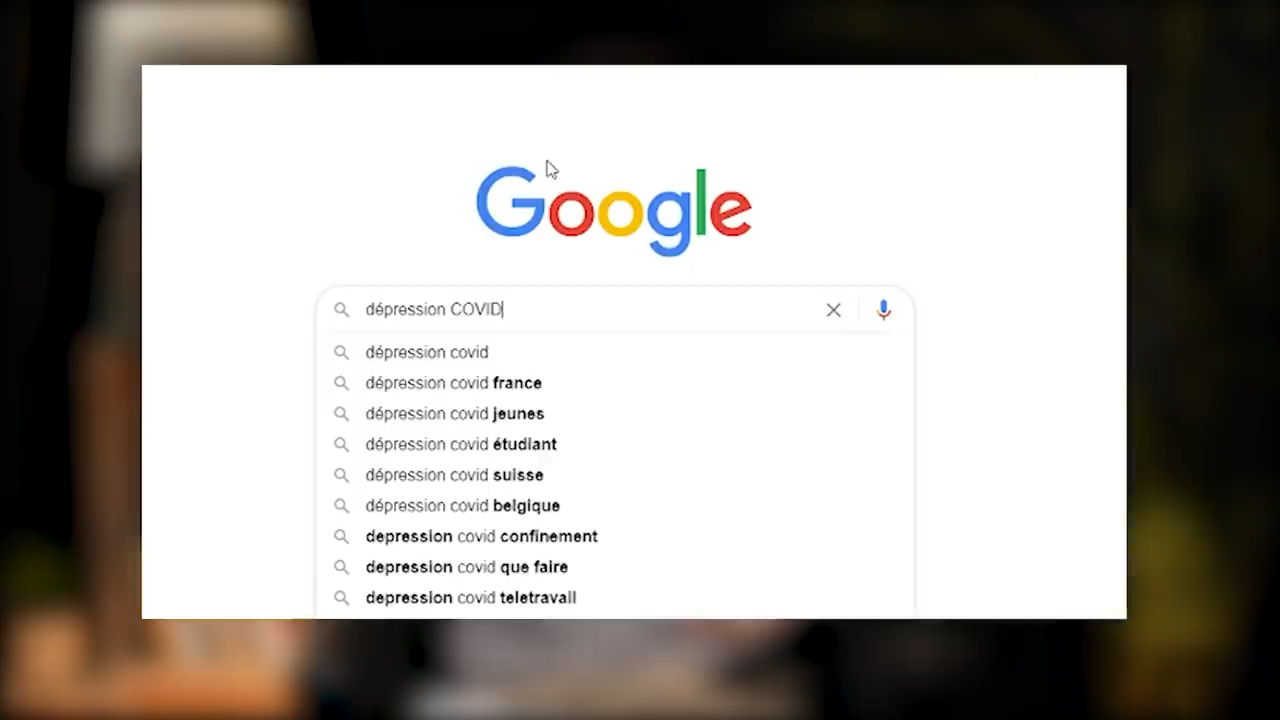 Google
dépression COVID
dépression covid
dépression covid france
dépression covid jeunes
dépression covid étudiant
dépression covid suisse
dépression covid belgique
depression covid confinement
depression covid que faire
depression covid teletravail